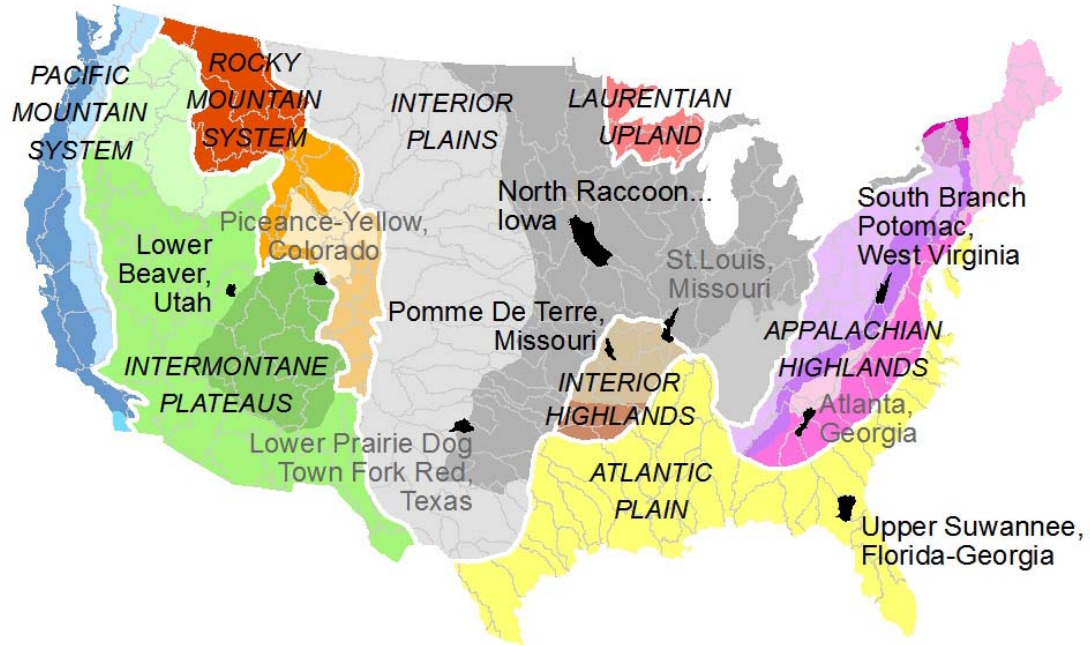 PACIFIC
MOUNTAIN
SYSTEM
ROCKY
MOUNTAIN
SYSTEM
INTERIOR
PLAINS
LAURENTIAN
UPLAND
North Raccoon...
Iowa
South Branch
Potomac,
West Virginia
Piceance-Yellow,
Colorado
Lower
Beaver,
Utah
St.Louis,
Missouri
Pomme De Terre,
Missouri
APPALACHIAN
HIGHLANDS
INTERMONTANE
PLATEAUS
INTERIOR
HIGHLANDS
Atlanta,
Georgia
Lower Prairie Dog
Town Fork Red,
Texas
ATLANTIC
PLAIN
Upper Suwannee,
Florida-Georgia